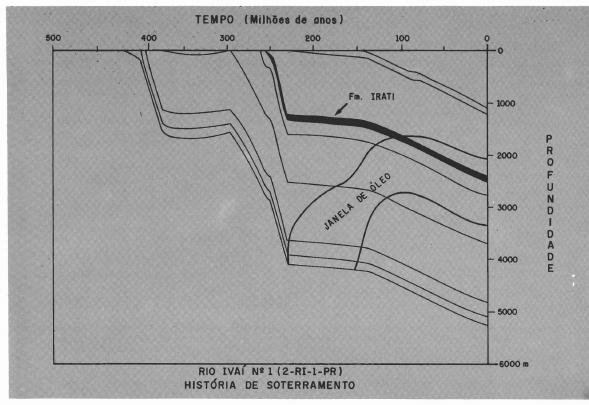 TEMPO (Milhões de anos)
500 400 300 200 100 0
0
1000
2000
3000
4000
5000
6000 m
PROFUNDIDADE
Fm. IRATI
JANELA DE ÓLEO
RIO IVAÍ Nº 1 (2-RI-1-PR)
HISTÓRIA DE SOTERRAMENTO